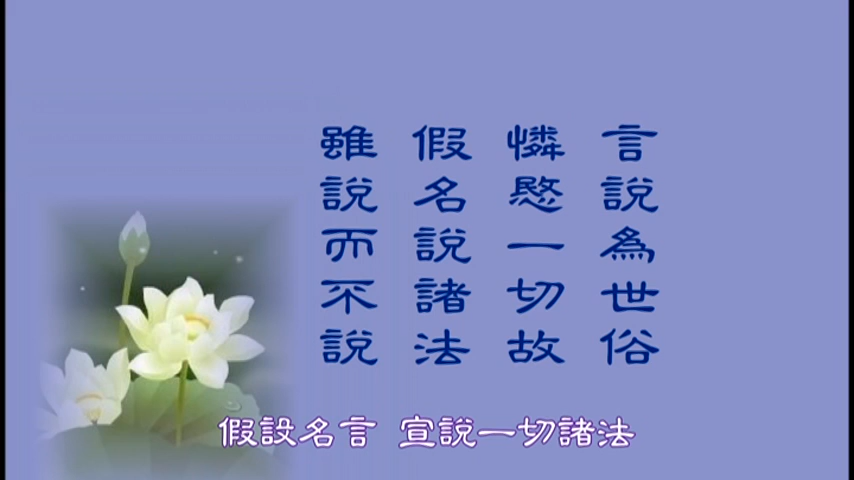 言說為世俗
憐愍一切故
假名說諸法
雖說而不說
假設名言 宣說一切諸法